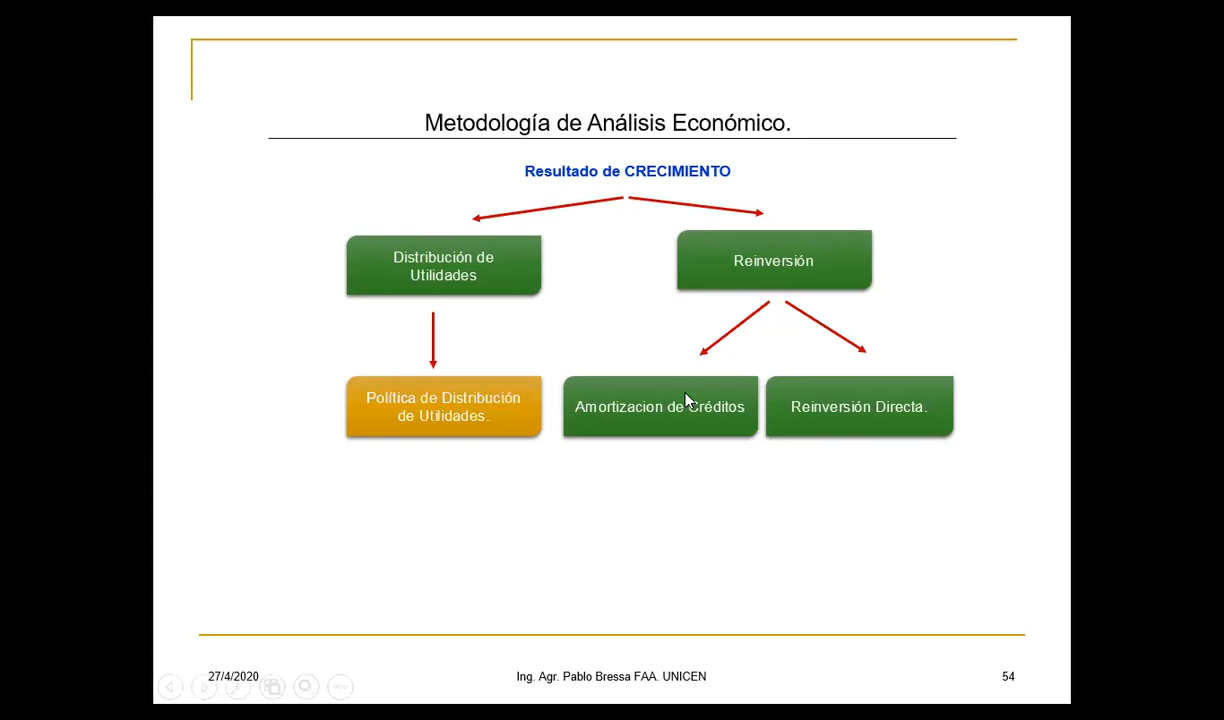 Metodología de Análisis Económico.
Resultado de CRECIMIENTO
Distribución de
Utilidades
Reinversión
Política de Distribución
de Utilidades.
Amortizacion de Créditos
Reinversión Directa.
27/4/2020
Ing. Agr. Pablo Bressa FAA. UNICEN
54